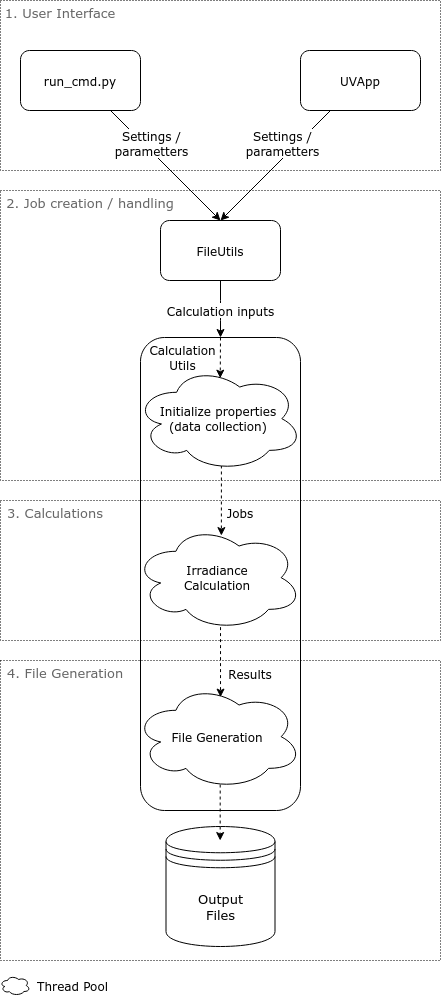 1. User Interface
run_cmd.py
UVApp
Settings /
parametters
Settings /
parametters
2. Job creation / handling
FileUtils
Calculation inputs
Calculation
Utils
Initialize properties
(data collection)
3. Calculations
Jobs
Irradiance
Calculation
4. File Generation
Results
File Generation
Output
Files
Thread Pool